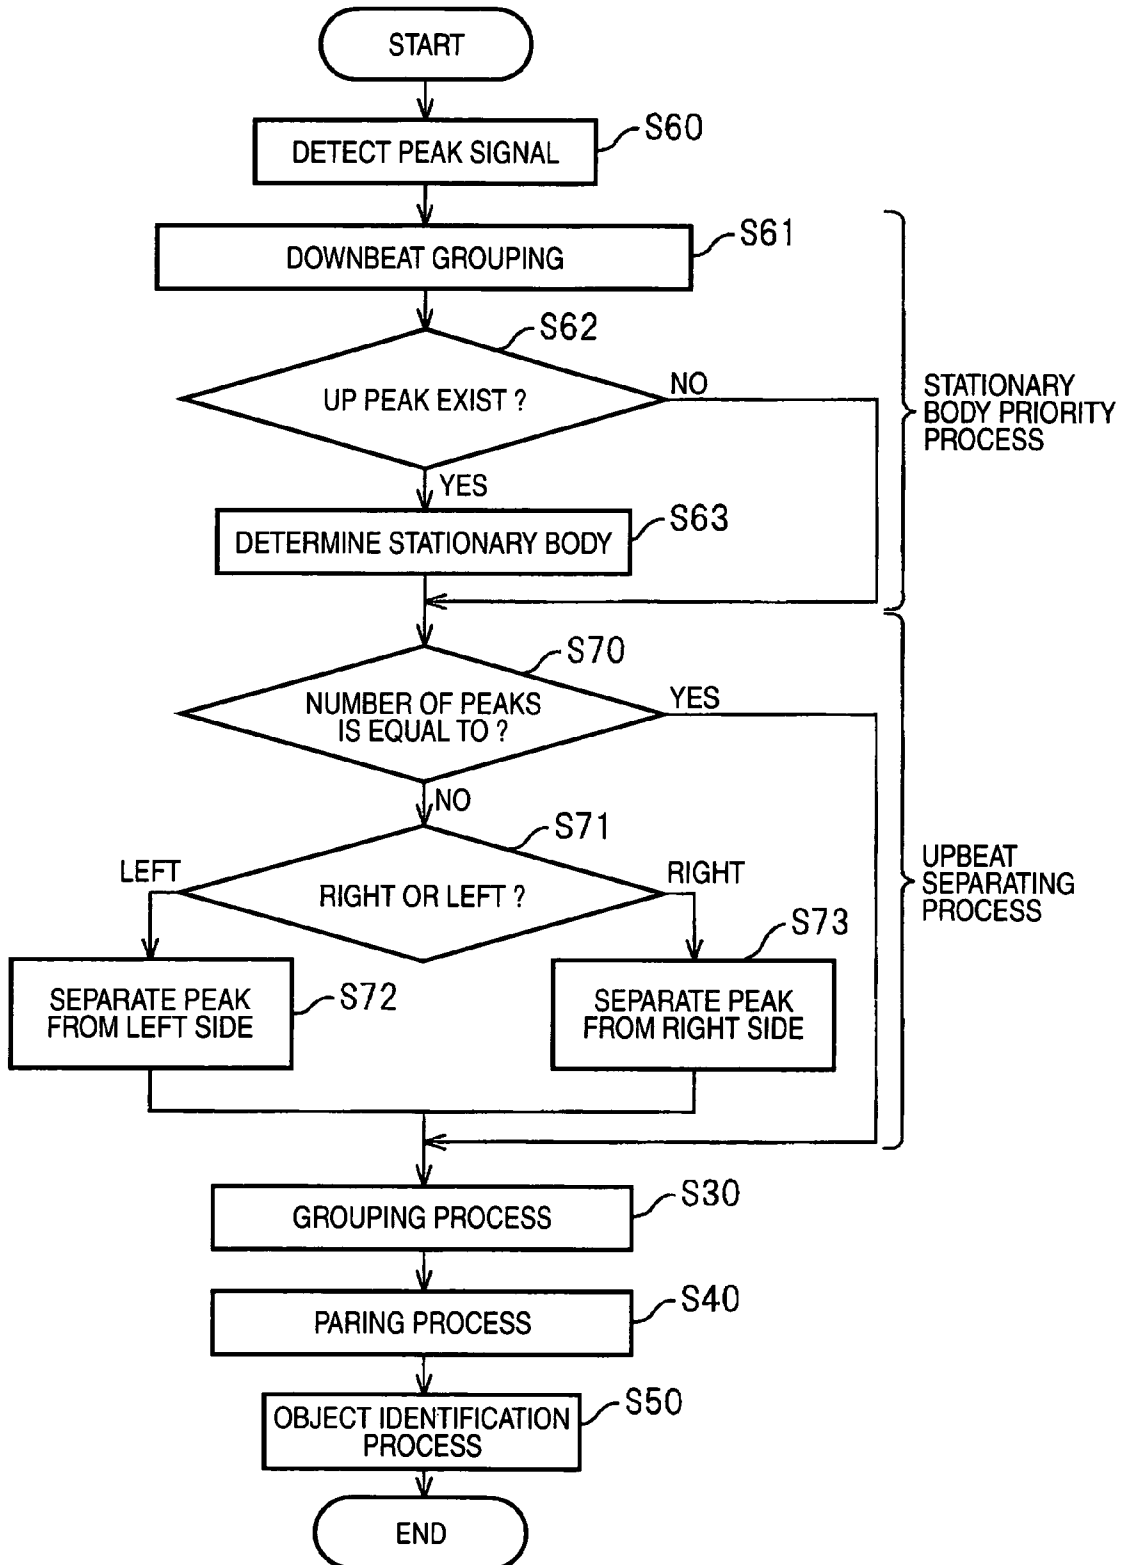 START
S60
DETECT PEAK SIGNAL
S61
DOWNBEAT GROUPING
S62
UP PEAK EXIST ?
NO
STATIONARY
BODY PRIORITY
PROCESS
YES
S63
DETERMINE STATIONARY BODY
S70
NUMBER OF PEAKS
IS EQUAL TO ?
YES
NO
S71
LEFT
RIGHT OR LEFT ?
RIGHT
UPBEAT
SEPARATING
PROCESS
S73
SEPARATE PEAK
FROM LEFT SIDE
S72
SEPARATE PEAK
FROM RIGHT SIDE
S30
GROUPING PROCESS
S40
PARING PROCESS
S50
OBJECT IDENTIFICATION
PROCESS
END